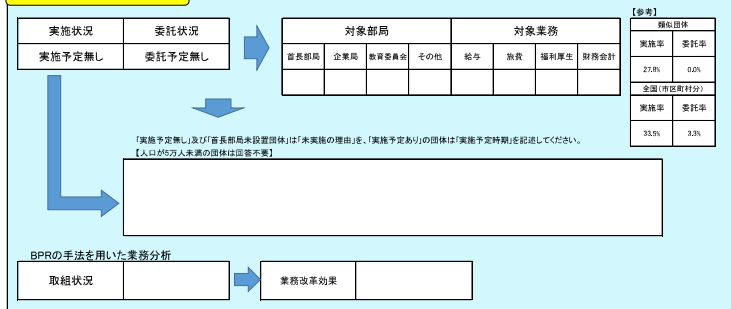 【参考】
類似団体
実施率 委託率
27.8% 0.0%
全国(市区町村分)
実施率 委託率
33.5% 3.3%
実施状況 委託状況
実施予定無し 委託予定無し
対象部局 対象業務
首長部局 企業局 教育委員会 その他 給与 旅費 福利厚生 財務会計
「実施予定無し」及び「首長部局未設置団体」は「未実施の理由」を、「実施予定あり」の団体は「実施予定時期」を記述してください。
【人口が5万人未満の団体は回答不要】
BPRの手法を用いた業務分析
取組状況 業務改革効果